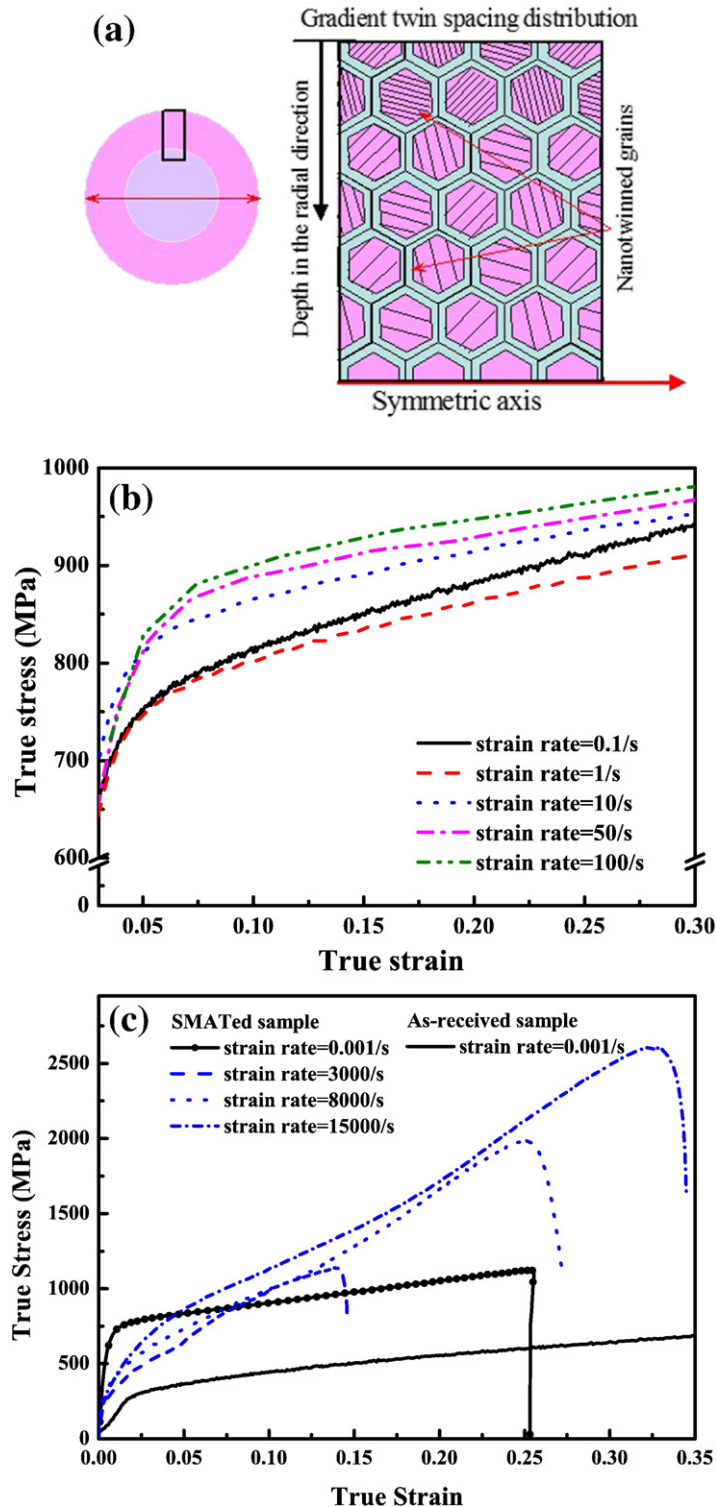 (a)
Gradient twin spacing distribution
Depth in the radial direction
Nanotwinned grains
Symmetric axis
(b)
1000
900
800
700
600
0
True stress (MPa)
strain rate=0.1/s
strain rate=1/s
strain rate=10/s
strain rate=50/s
strain rate=100/s
0.05 0.10 0.15 0.20 0.25 0.30
True strain
(c)
SMATed sample
strain rate=0.001/s
strain rate=3000/s
strain rate=8000/s
strain rate=15000/s
As-received sample
strain rate=0.001/s
2500
2000
1500
1000
500
0
True Stress (MPa)
0.00 0.05 0.10 0.15 0.20 0.25 0.30 0.35
True Strain